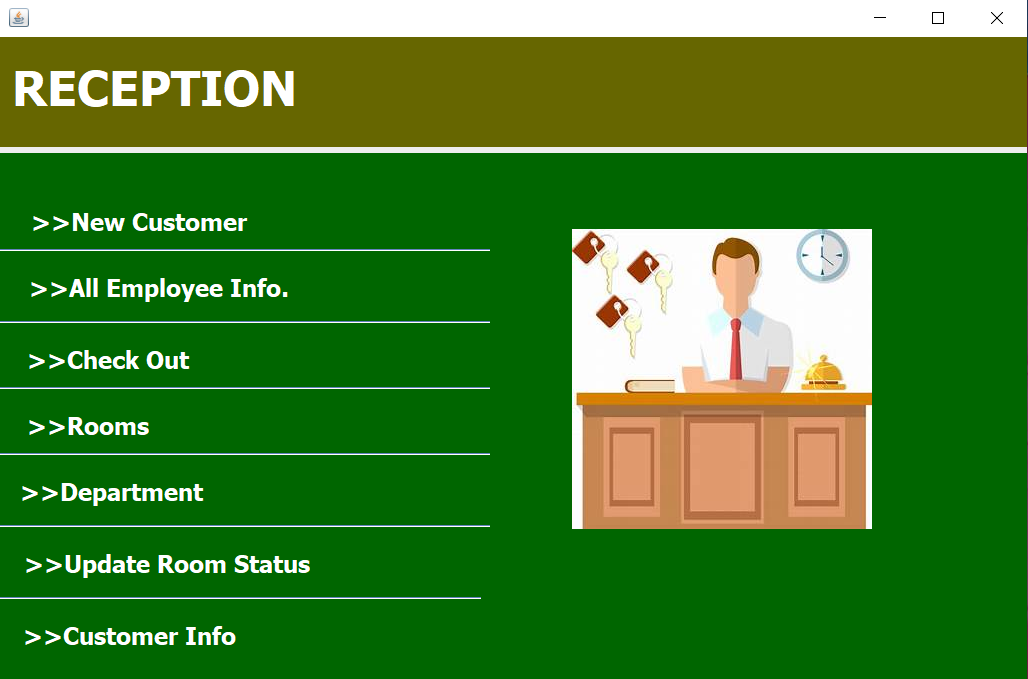 RECEPTION
>>New Customer
>>All Employee Info.
>>Check Out
>>Rooms
>>Department
>>Update Room Status
>>Customer Info